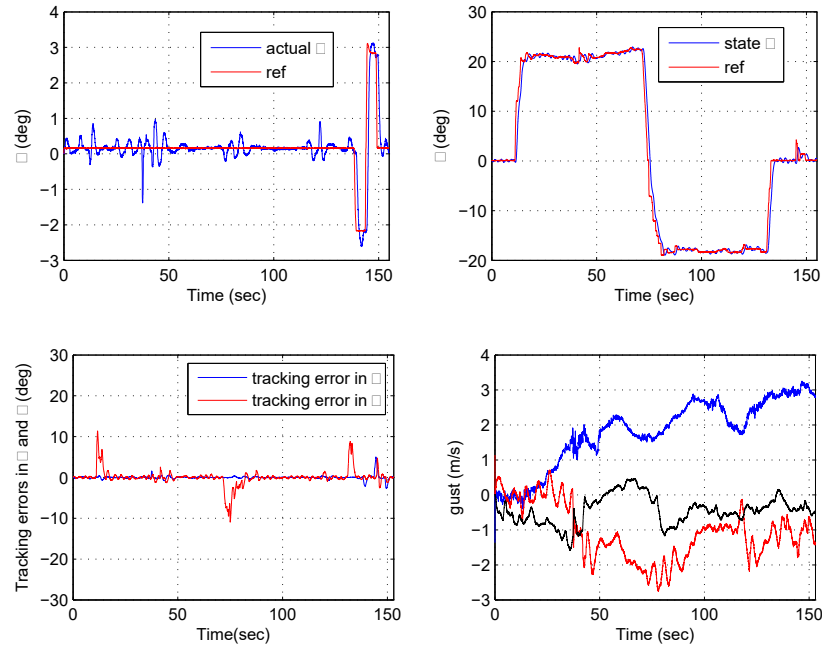 4
3
2
1
0
−1
−2
−3
0 50 100 150
Time (sec)
□ (deg)
actual □
ref
30
20
10
0
−10
−20
0 50 100 150
Time (sec)
□ (deg)
state □
ref
30
20
10
0
−10
−20
−30
0 50 100 150
Time(sec)
Tracking errors in □ and □ (deg)
tracking error in □
tracking error in □
4
3
2
1
0
−1
−2
−3
0 50 100 150
Time (sec)
gust (m/s)